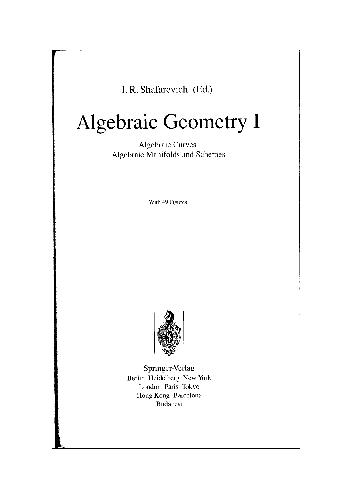 I. R. Shafarevich (Ed.)
Algebraic Geometry I
Algebraic Curves
Algebraic Manifolds and Schemes
With 49 Figures
Springer-Verlag
Berlin Heidelberg New York
London Paris Tokyo
Hong Kong Barcelona
Budapest